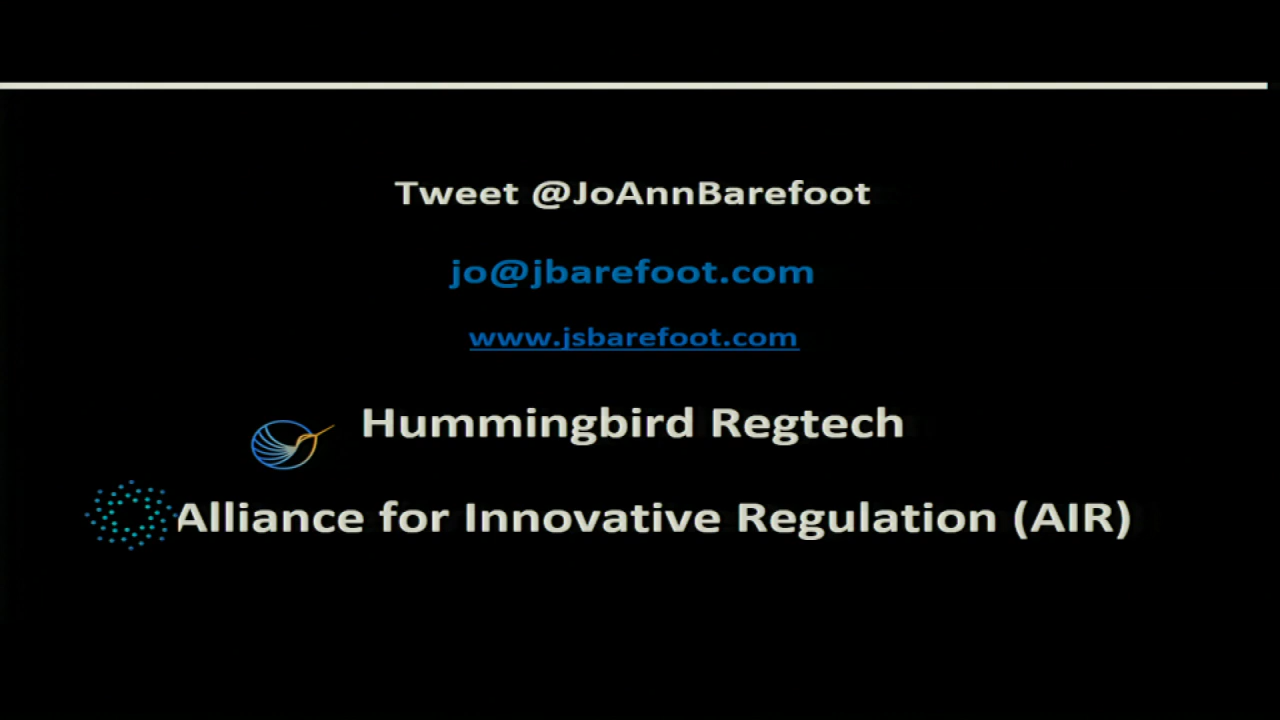 Tweet @JoAnnBarefoot
jo@jbarefoot.com
www.jsbarefoot.com
Hummingbird Regtech
Alliance for Innovative Regulation (AIR)